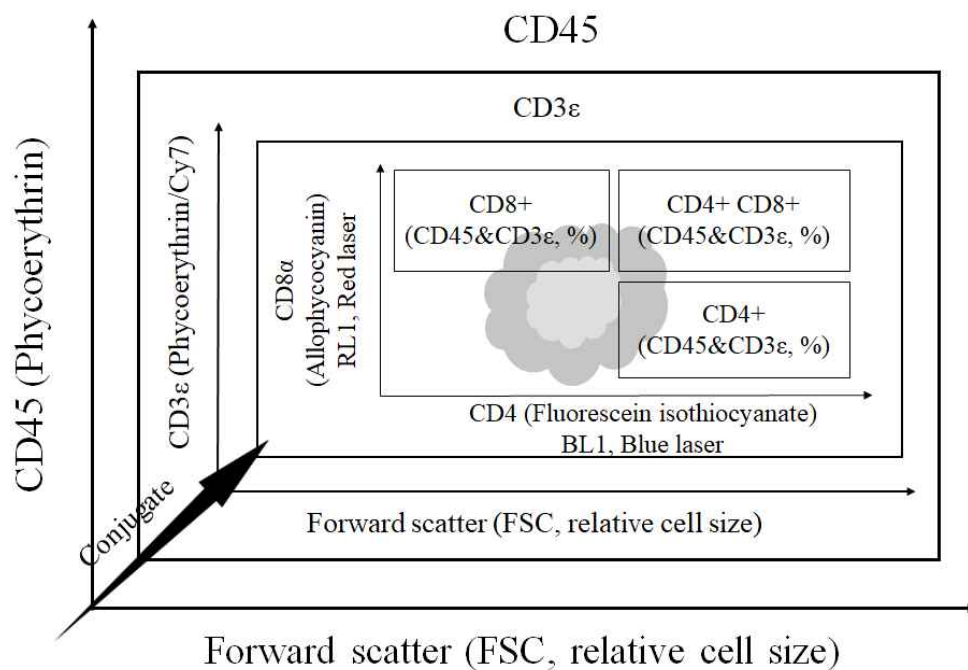 CD45
CD45 (Phycoerythrin)
CD3ε
CD3ε (Phycoerythrin/Cy7)
CD8α
(Allophycocyanin)
RL1, Red laser
CD8+
(CD45&CD3ε, %)
CD4+ CD8+
(CD45&CD3ε, %)
CD4+
(CD45&CD3ε, %)
CD4 (Fluorescein isothiocyanate)
BL1, Blue laser
Conjugate
Forward scatter (FSC, relative cell size)
Forward scatter (FSC, relative cell size)